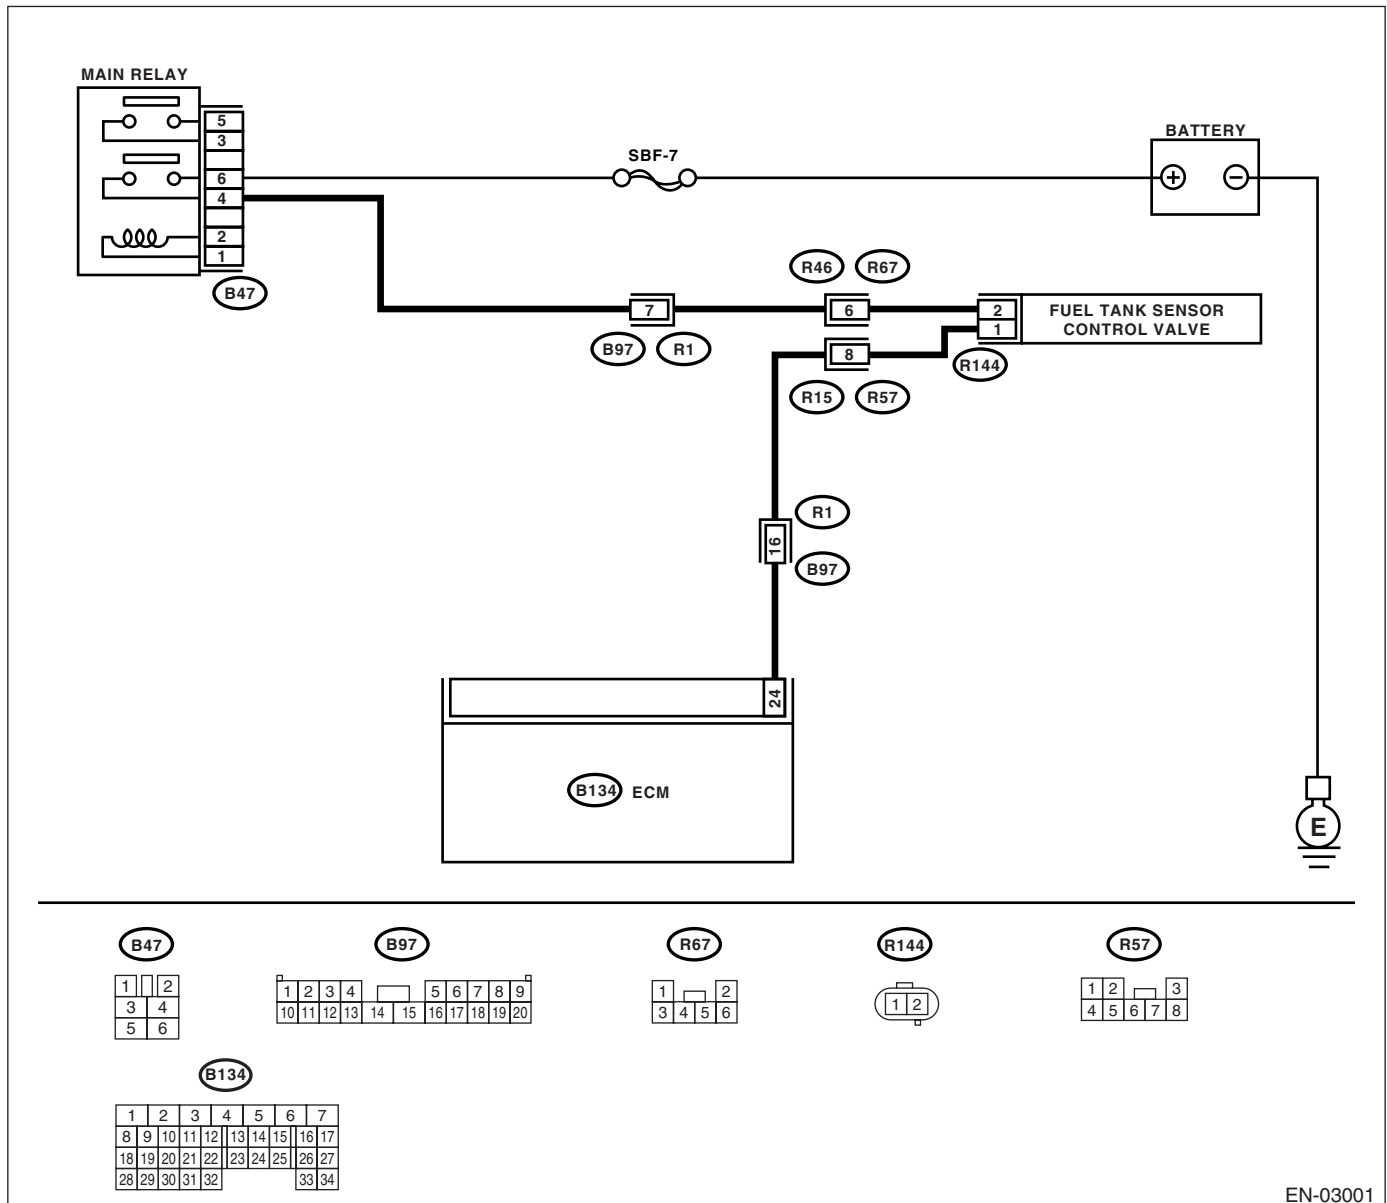 MAIN RELAY
5
3
6
4
2
1
B47
SBF-7
BATTERY
+ −
R46 R67
7
6
B97 R1
8
R15 R57
2
1
FUEL TANK SENSOR
CONTROL VALVE
R144
R1
16
B97
24
B134 ECM
E
B47
1 2
3 4
5 6
B97
1 2 3 4 5 6 7 8 9
10 11 12 13 14 15 16 17 18 19 20
R67
1 2
3 4 5 6
R144
1 2
R57
1 2 3
4 5 6 7 8
B134
1 2 3 4 5 6 7
8 9 10 11 12 13 14 15 16 17
18 19 20 21 22 23 24 25 26 27
28 29 30 31 32 33 34
EN-03001